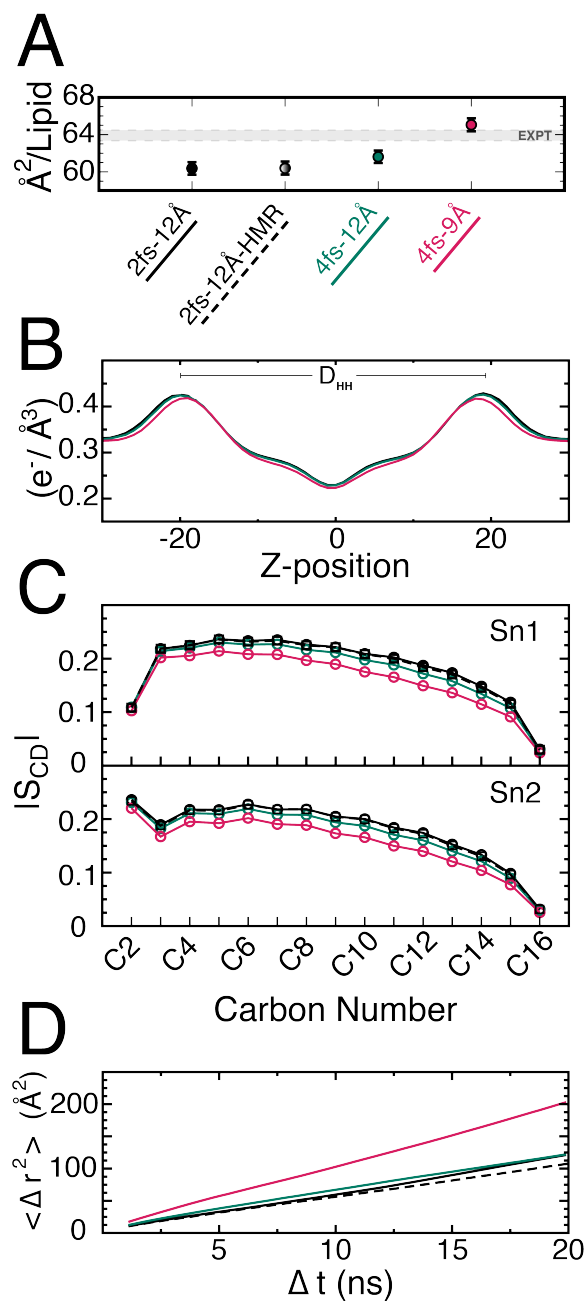 A
Å²/Lipid
68
64
60
EXPT
2fs-12Å
2fs-12Å-HMR
4fs-12Å
4fs-9Å
B
(e⁻/ Å³)
0.4
0.3
0.2
D_HH
-20
0
20
Z-position
C
|S_CD|
Sn1
0.2
0.1
0
Sn2
0.2
0.1
0
C2
C4
C6
C8
C10
C12
C14
C16
Carbon Number
D
<Δ r²> (Å²)
200
100
0
5
10
15
20
Δ t (ns)